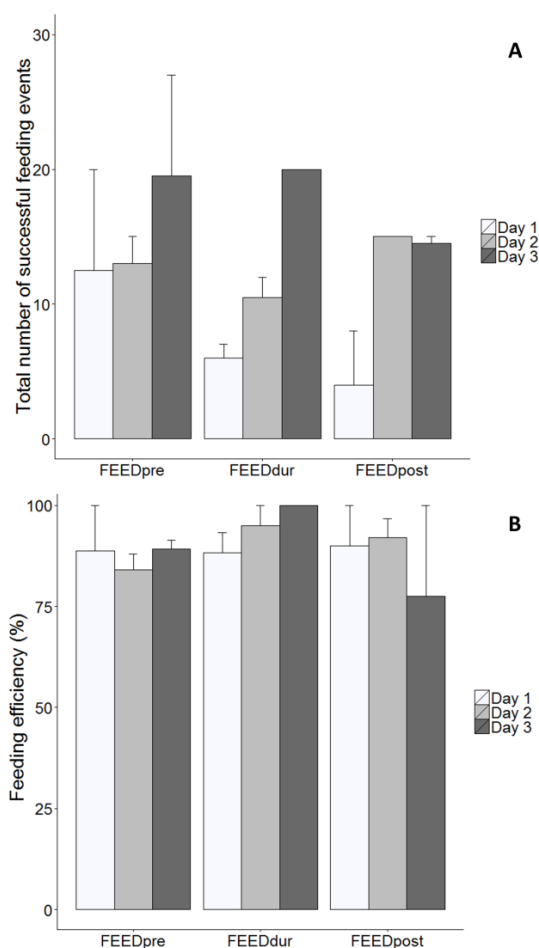 A
Total number of successful feeding events
30
20
10
0
FEEDpre FEEDdur FEEDpost
Day 1
Day 2
Day 3
B
Feeding efficiency (%)
100
75
50
25
0
FEEDpre FEEDdur FEEDpost
Day 1
Day 2
Day 3